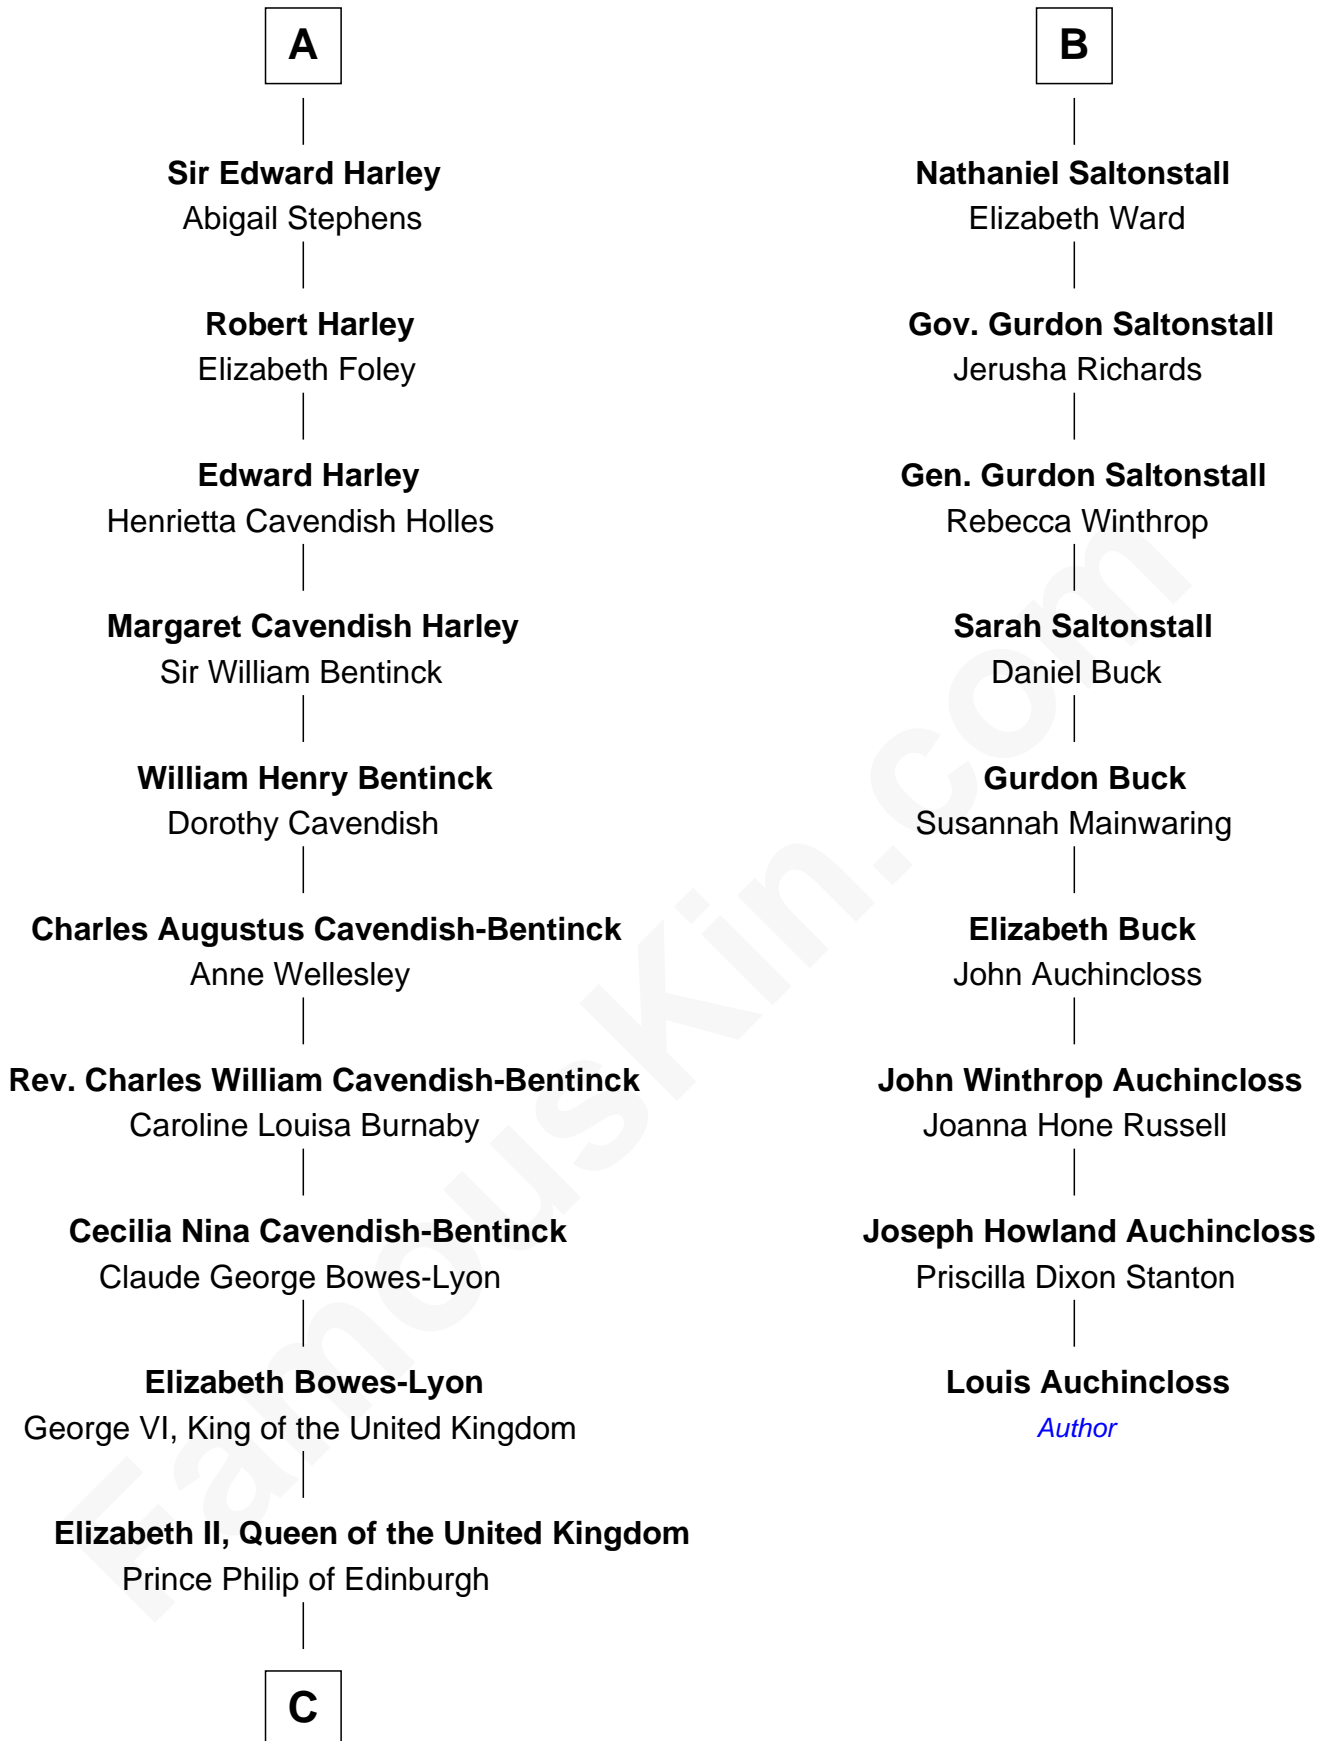 A
Sir Edward Harley
Abigail Stephens
Robert Harley
Elizabeth Foley
Edward Harley
Henrietta Cavendish Holles
Margaret Cavendish Harley
Sir William Bentinck
William Henry Bentinck
Dorothy Cavendish
Charles Augustus Cavendish-Bentinck
Anne Wellesley
Rev. Charles William Cavendish-Bentinck
Caroline Louisa Burnaby
Cecilia Nina Cavendish-Bentinck
Claude George Bowes-Lyon
Elizabeth Bowes-Lyon
George VI, King of the United Kingdom
Elizabeth II, Queen of the United Kingdom
Prince Philip of Edinburgh
C
B
Nathaniel Saltonstall
Elizabeth Ward
Gov. Gurdon Saltonstall
Jerusha Richards
Gen. Gurdon Saltonstall
Rebecca Winthrop
Sarah Saltonstall
Daniel Buck
Gurdon Buck
Susannah Mainwaring
Elizabeth Buck
John Auchincloss
John Winthrop Auchincloss
Joanna Hone Russell
Joseph Howland Auchincloss
Priscilla Dixon Stanton
Louis Auchincloss
Author
FamousKin.com